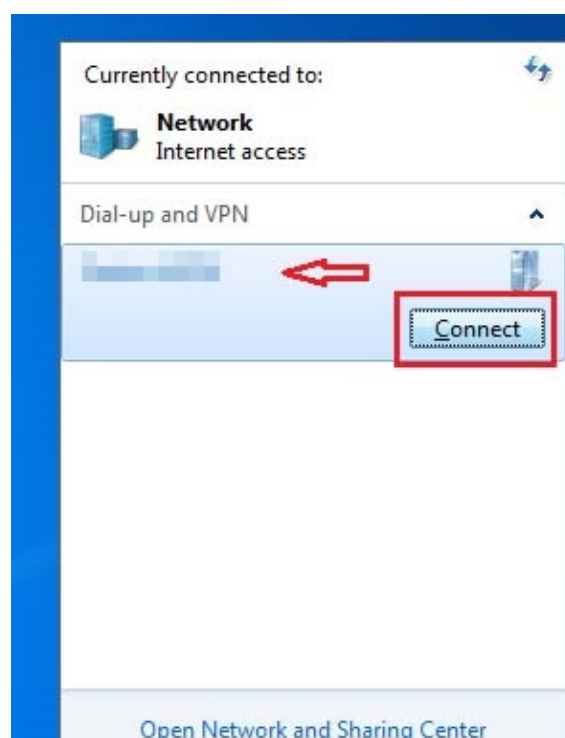 Currently connected to:
Network
Internet access
Dial-up and VPN
Connect
Open Network and Sharing Center